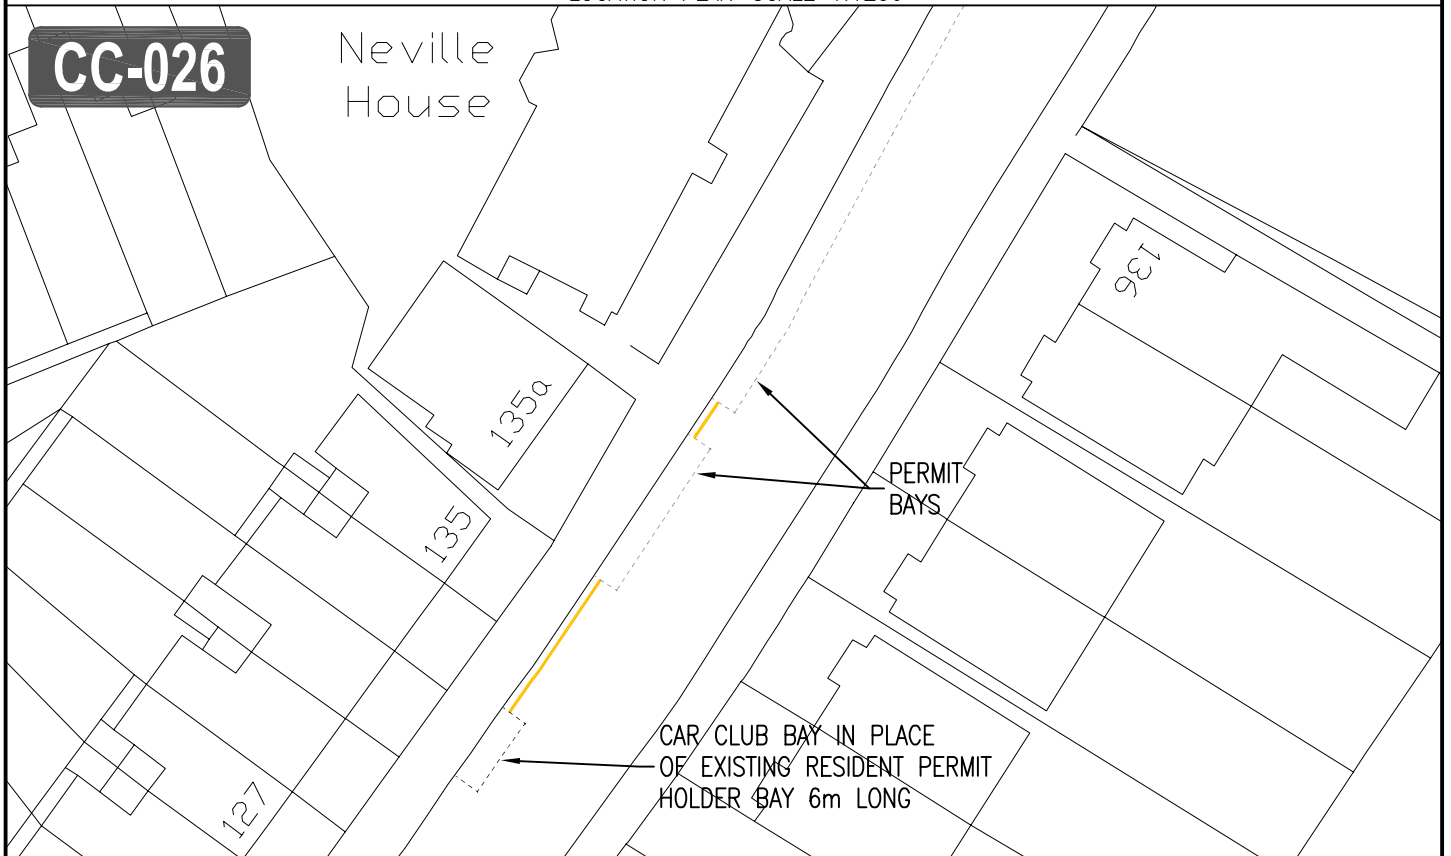 CC-026
Neville
House
136
135a
135
PERMIT
BAYS
CAR CLUB BAY IN PLACE
OF EXISTING RESIDENT PERMIT
HOLDER BAY 6m LONG
127